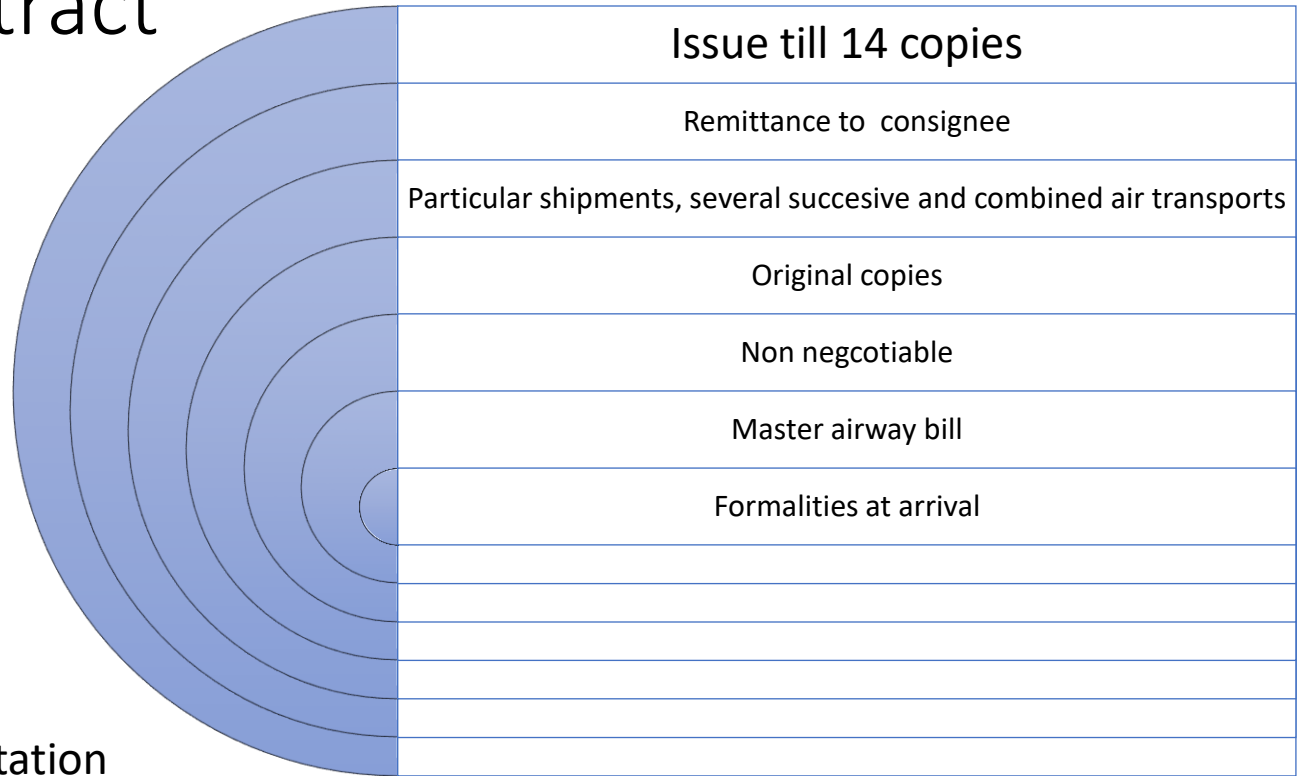 tract
Issue till 14 copies
Remittance to  consignee
Particular shipments, several succesive and combined air transports
Original copies
Non negcotiable
Master airway bill
Formalities at arrival
tation